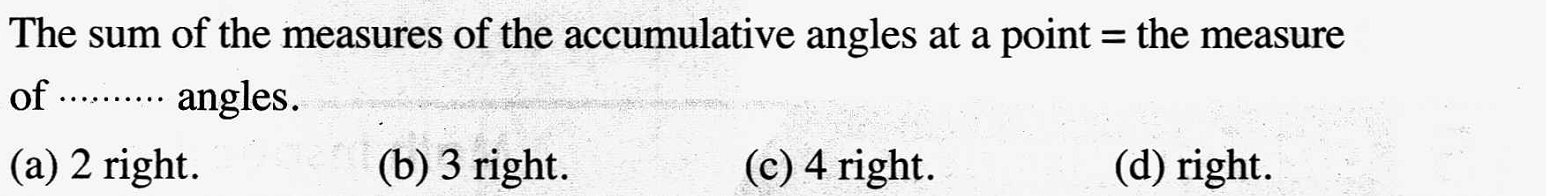 The sum of the measures of the accumulative angles at a point = the measure
of .......... angles.
(a) 2 right. (b) 3 right. (c) 4 right. (d) right.